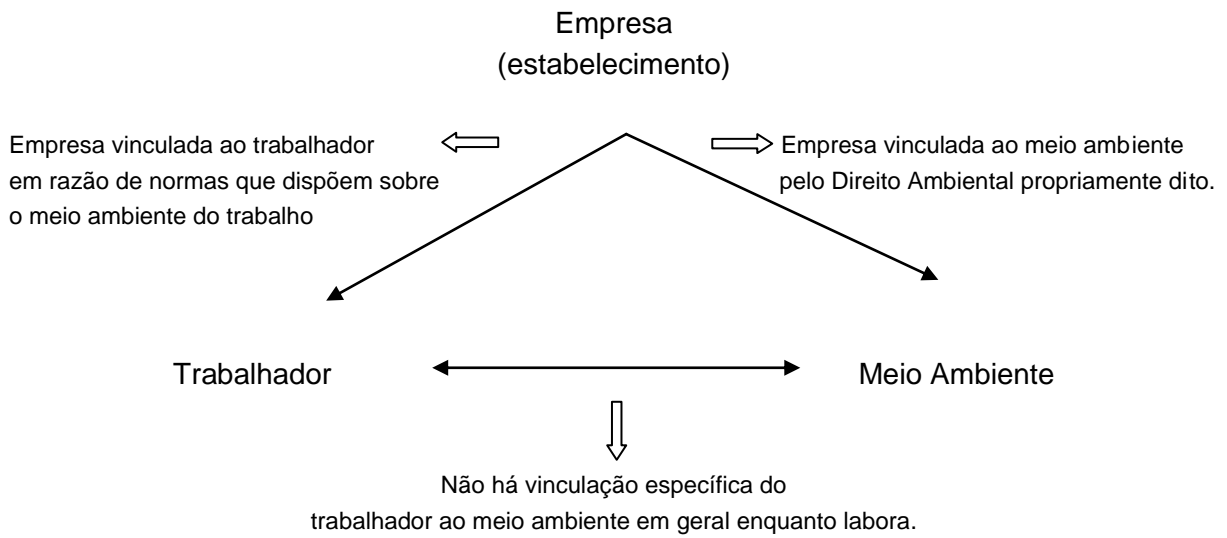 Empresa
(estabelecimento)
Empresa vinculada ao trabalhador
em razão de normas que dispõem sobre
o meio ambiente do trabalho
Empresa vinculada ao meio ambiente
pelo Direito Ambiental propriamente dito.
Trabalhador
Meio Ambiente
Não há vinculação específica do
trabalhador ao meio ambiente em geral enquanto labora.